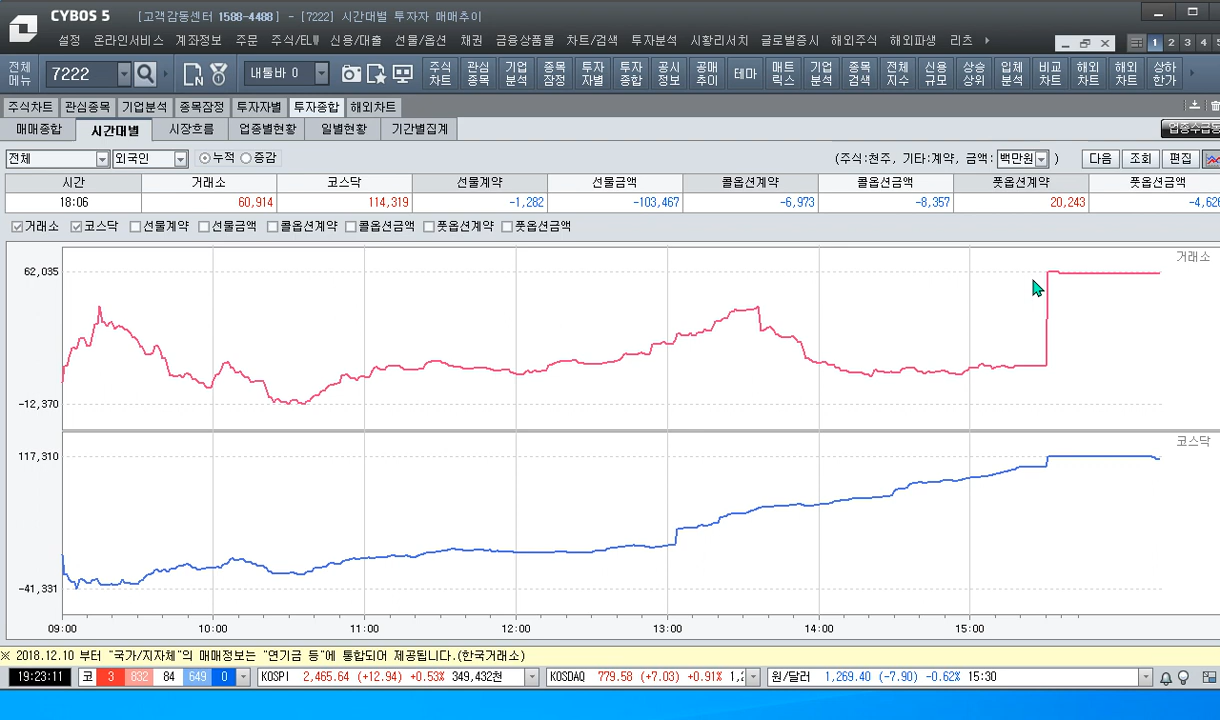 CYBOS 5 [고객감동센터 1588-4488] - [7222] 시간대별 투자자 매매추이
설정 온라인서비스 계좌정보 주문 주식/ELW 신용/대출 선물/옵션 채권 금융상품몰 차트/검색 투자분석 시황리서치 글로벌증시 해외주식 해외파생 리츠 1 2 3 4
전체메뉴 7222 내툴바 0 주식차트 관심종목 기업분석 종목잠정 투자자별 투자종합 공시정보 공매추이 테마 매트릭스 기업분석 종목검색 전체지수 신용규모 상승상위 입체분석 비교차트 해외차트 해외차트 상하한가
주식차트 관심종목 기업분석 종목잠정 투자자별 투자종합 해외차트
매매종합 시간대별 시장흐름 업종별현황 일별현황 기간별집계
전체 외국인 누적 증감 (주식:천주, 기타:계약, 금액: 백만원 ) 다음 조회 편집
시간 거래소 코스닥 선물계약 선물금액 콜옵션계약 콜옵션금액 풋옵션계약 풋옵션금액
18:06 60,914 114,319 -1,282 -103,467 -6,973 -8,357 20,243
거래소 코스닥 선물계약 선물금액 콜옵션계약 콜옵션금액 풋옵션계약 풋옵션금액
거래소
62,035
-12,370
코스닥
117,310
-41,331
09:00 10:00 11:00 12:00 13:00 14:00 15:00
※ 2018.12.10 부터 "국가/지자체"의 매매정보는 "연기금 등"에 통합되어 제공됩니다.(한국거래소)
19:23:11 코 3 832 84 649 0 KOSPI 2,465.64 (+12.94) +0.53% 349,432천 KOSDAQ 779.58 (+7.03) +0.91% 원/달러 1,269.40 (-7.90) -0.62% 15:30